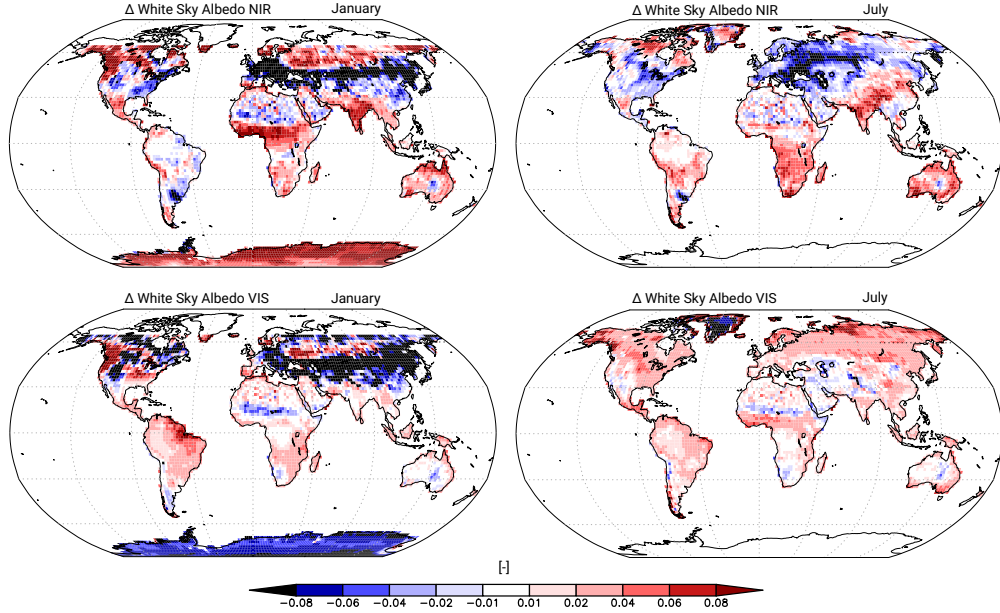 Δ White Sky Albedo NIR January
Δ White Sky Albedo NIR July
Δ White Sky Albedo VIS January
Δ White Sky Albedo VIS July
[-]
−0.08 −0.06 −0.04 −0.02 −0.01 0.01 0.02 0.04 0.06 0.08